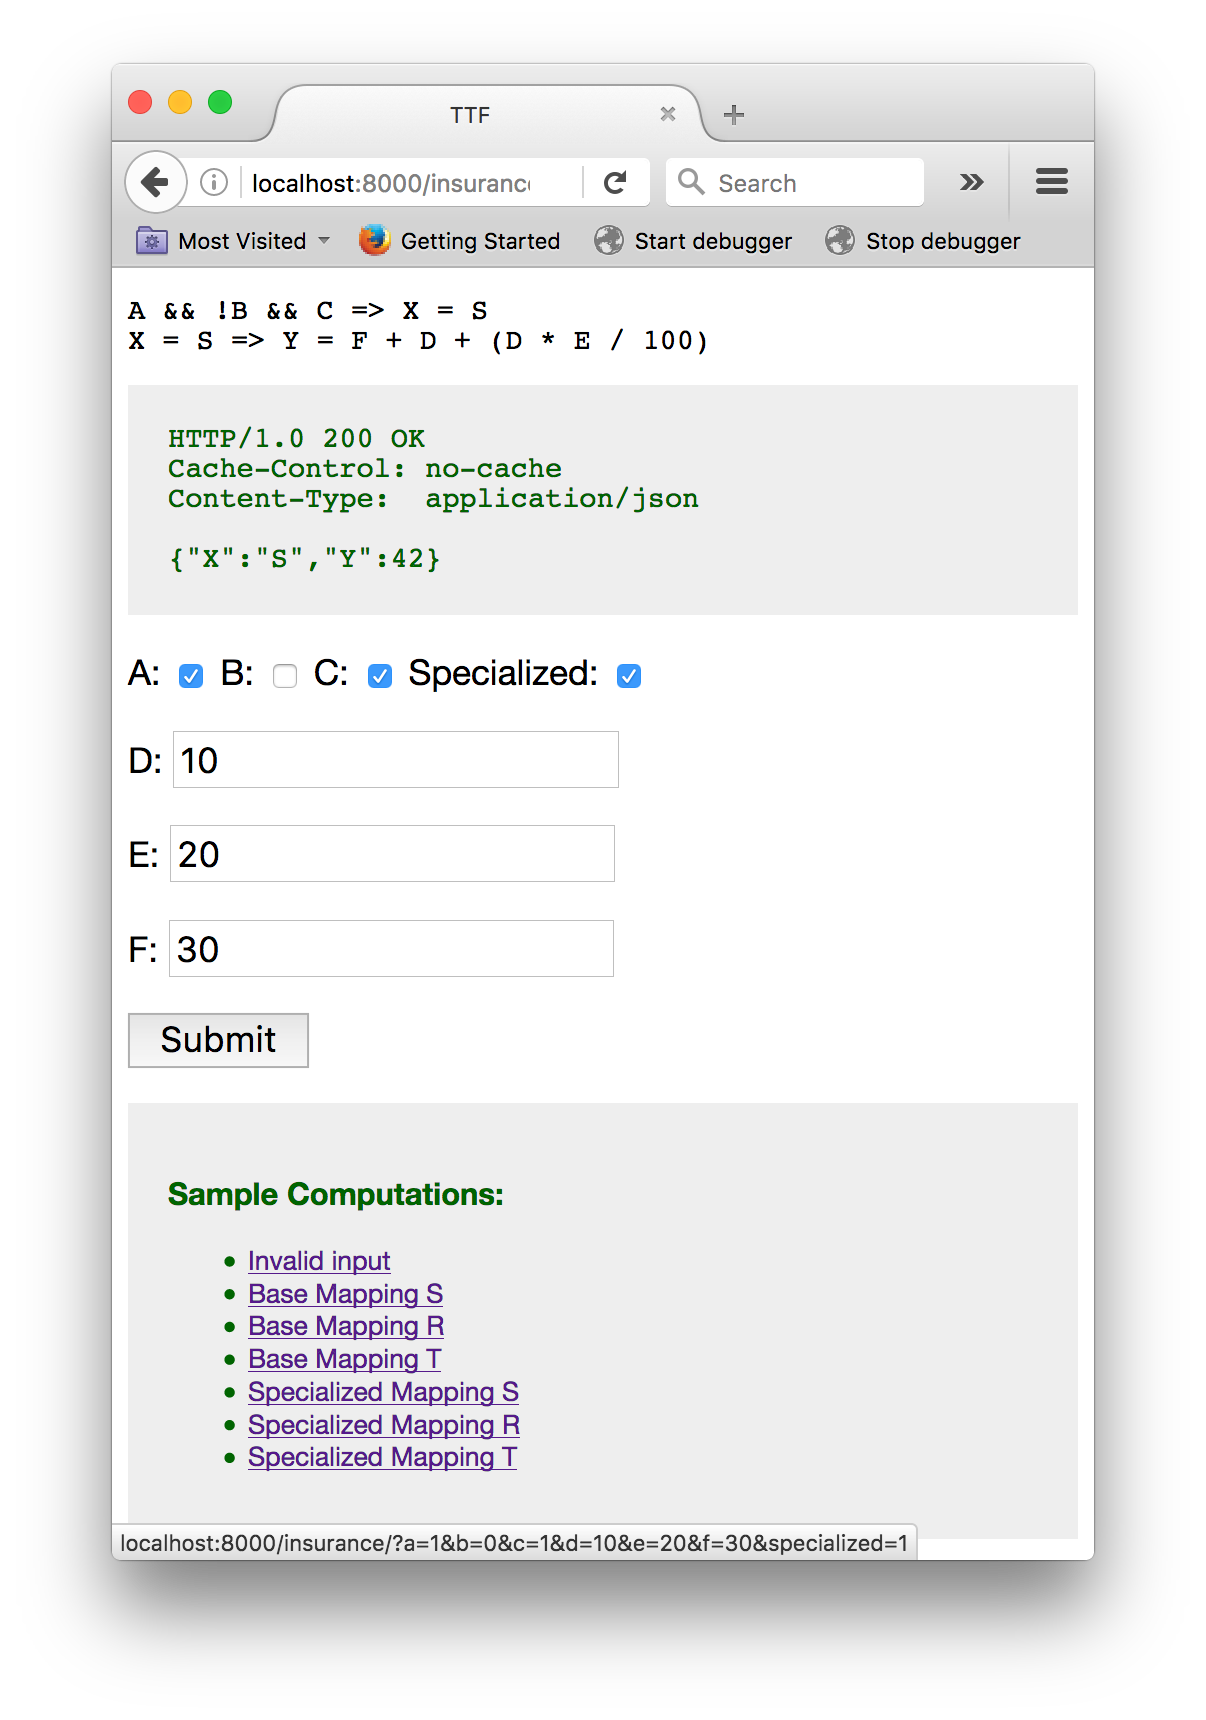 TTF
localhost:8000/insuranc
Search
Most Visited
Getting Started
Start debugger
Stop debugger
A && !B && C => X = S
X = S => Y = F + D + (D * E / 100)
HTTP/1.0 200 OK
Cache-Control: no-cache
Content-Type:  application/json
{"X":"S","Y":42}
A: B: C: Specialized:
D: 10
E: 20
F: 30
Submit
Sample Computations:
Invalid input
Base Mapping S
Base Mapping R
Base Mapping T
Specialized Mapping S
Specialized Mapping R
Specialized Mapping T
localhost:8000/insurance/?a=1&b=0&c=1&d=10&e=20&f=30&specialized=1